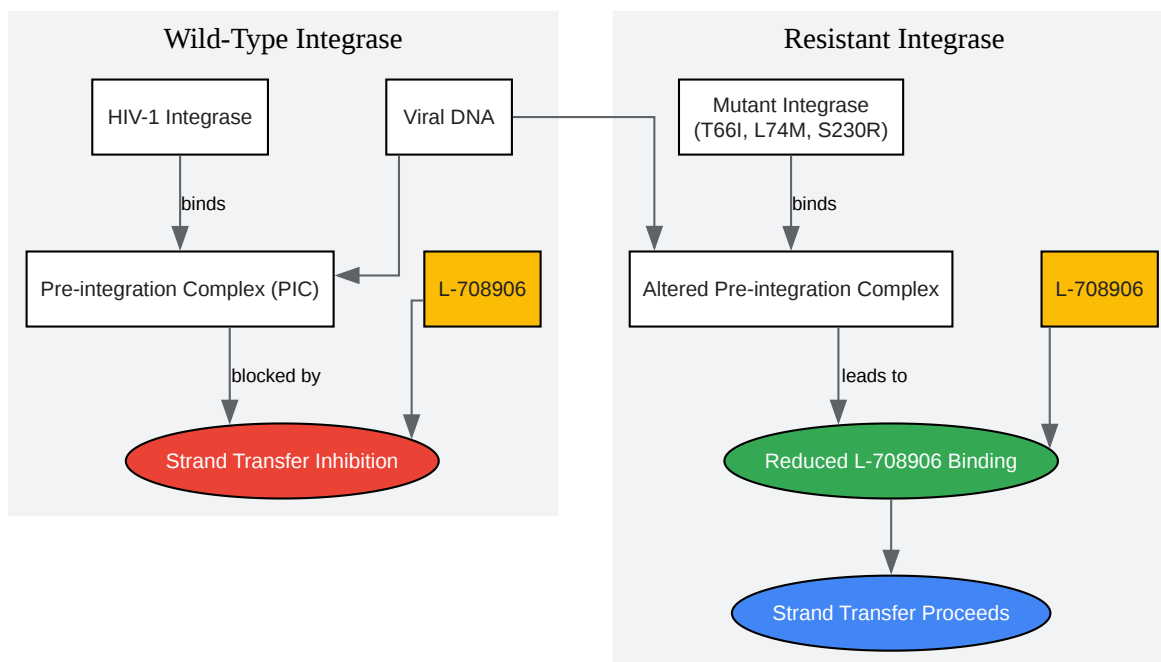 Wild-Type Integrase
HIV-1 Integrase
Viral DNA
binds
Pre-integration Complex (PIC)
L-708906
blocked by
Strand Transfer Inhibition
Resistant Integrase
Mutant Integrase
(T66I, L74M, S230R)
binds
Altered Pre-integration Complex
L-708906
leads to
Reduced L-708906 Binding
Strand Transfer Proceeds